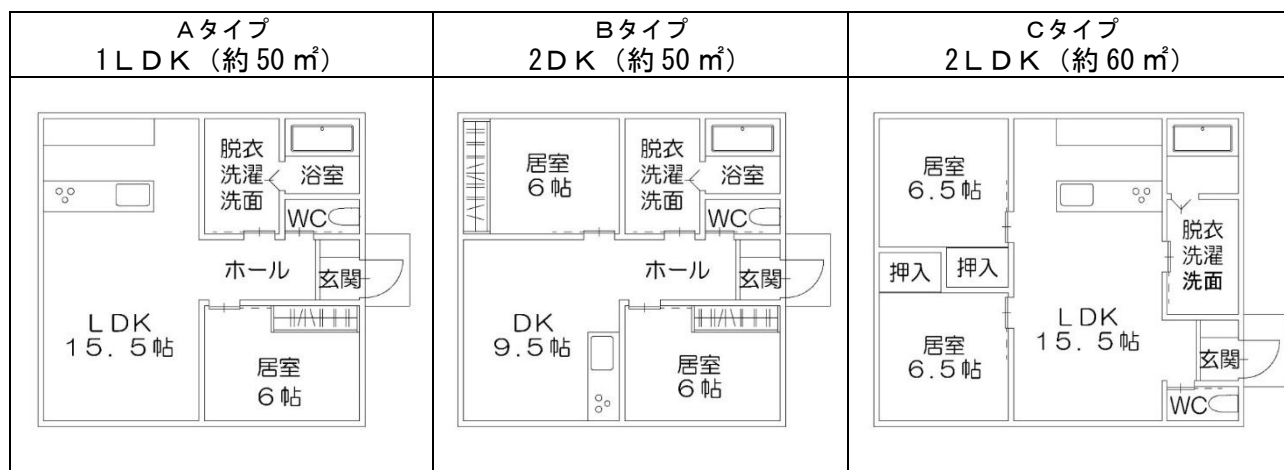 Aタイプ
1LDK（約50㎡）
Bタイプ
2DK（約50㎡）
Cタイプ
2LDK（約60㎡）
脱衣
洗濯
洗面
浴室
WC
ホール
玄関
LDK
15.5帖
居室
6帖
居室
6帖
脱衣
洗濯
洗面
浴室
WC
ホール
玄関
DK
9.5帖
居室
6帖
居室
6.5帖
脱衣
洗濯
洗面
押入
押入
LDK
15.5帖
居室
6.5帖
玄関
WC